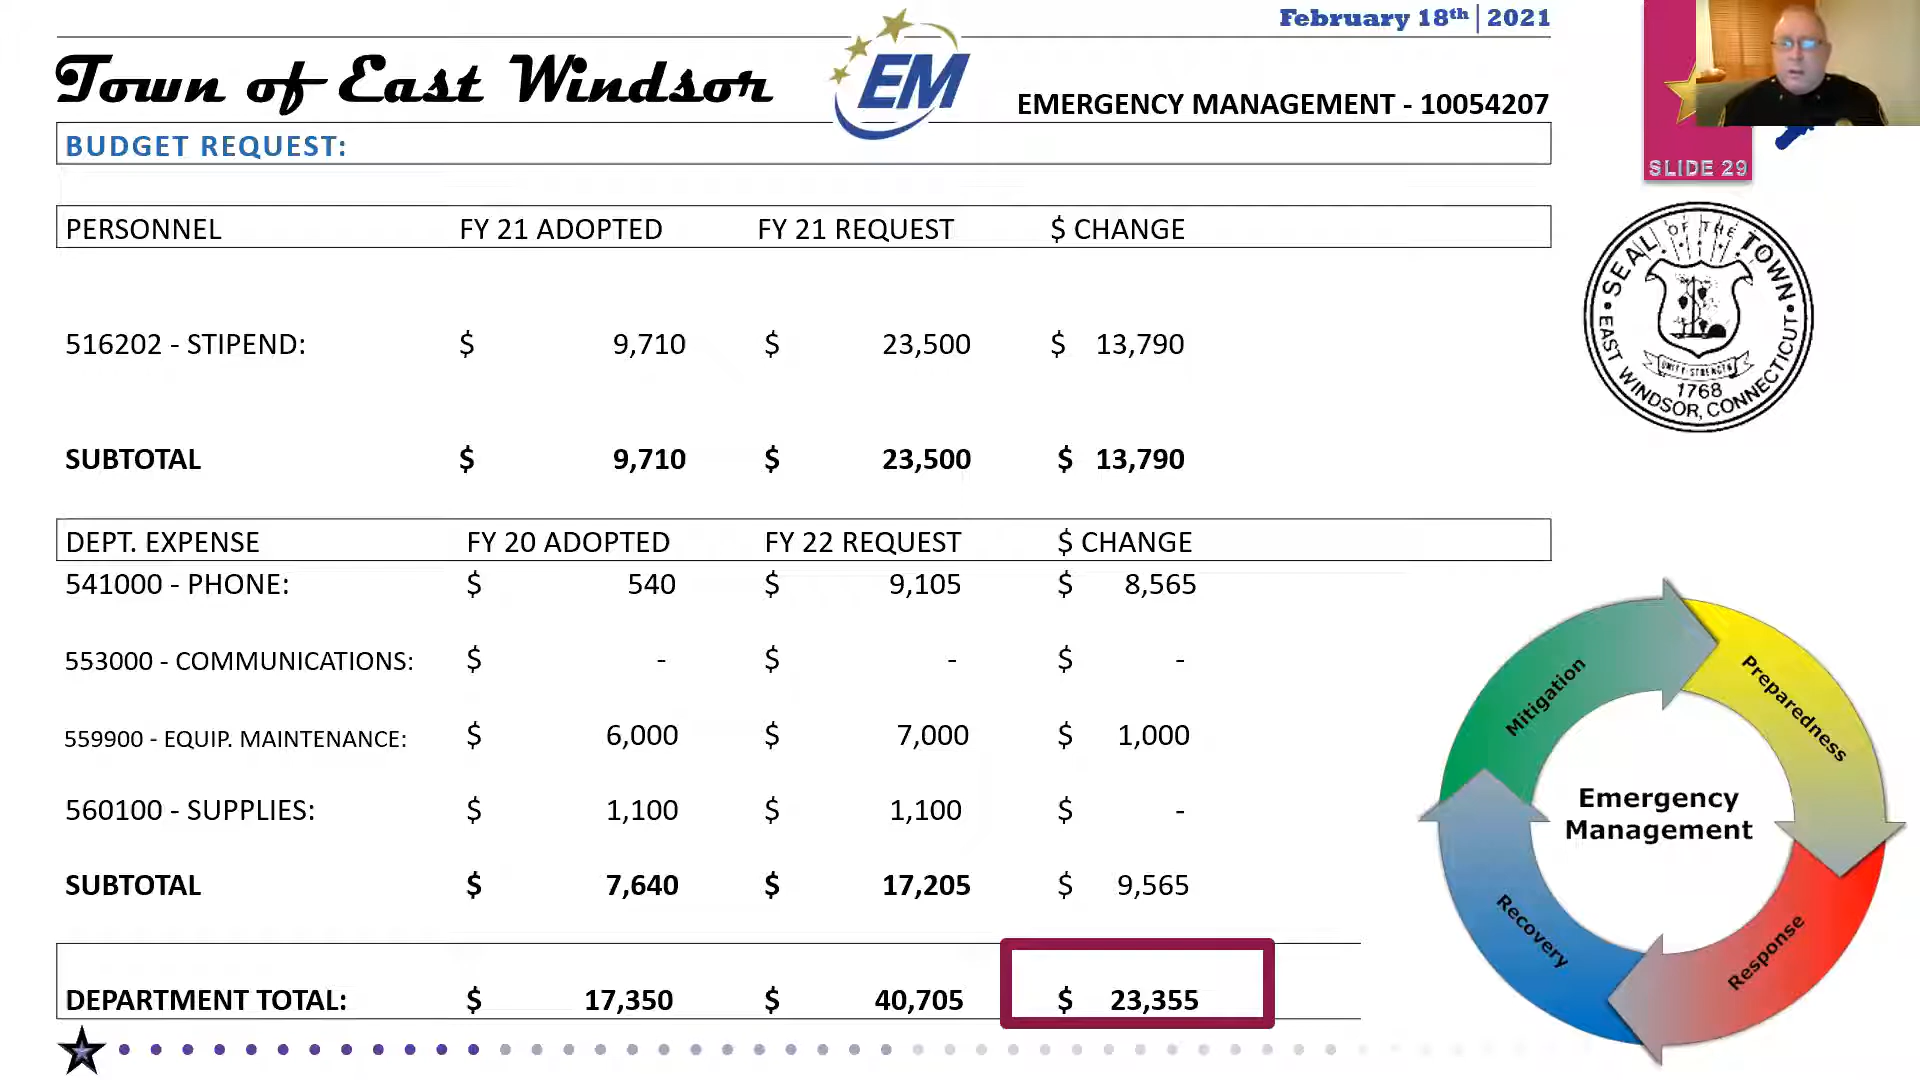 February 18th | 2021
Town of East Windsor
EM
EMERGENCY MANAGEMENT - 10054207
BUDGET REQUEST:
SLIDE 29
PERSONNEL FY 21 ADOPTED FY 21 REQUEST $ CHANGE
516202 - STIPEND: $ 9,710 $ 23,500 $ 13,790
SUBTOTAL $ 9,710 $ 23,500 $ 13,790
SEAL OF THE TOWN
EAST WINDSOR, CONNECTICUT
UNITY STRENGTH
1768
DEPT. EXPENSE FY 20 ADOPTED FY 22 REQUEST $ CHANGE
541000 - PHONE: $ 540 $ 9,105 $ 8,565
553000 - COMMUNICATIONS: $ - $ - $ -
559900 - EQUIP. MAINTENANCE: $ 6,000 $ 7,000 $ 1,000
560100 - SUPPLIES: $ 1,100 $ 1,100 $ -
SUBTOTAL $ 7,640 $ 17,205 $ 9,565
DEPARTMENT TOTAL: $ 17,350 $ 40,705 $ 23,355
Mitigation
Preparedness
Emergency
Management
Recovery
Response